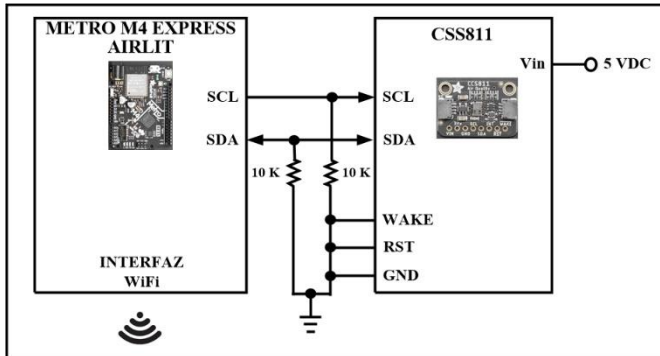 METRO M4 EXPRESS
AIRLIT
CSS811
Vin
5 VDC
SCL
SCL
SDA
SDA
10 K
10 K
WAKE
RST
GND
INTERFAZ
WiFi
CCS811